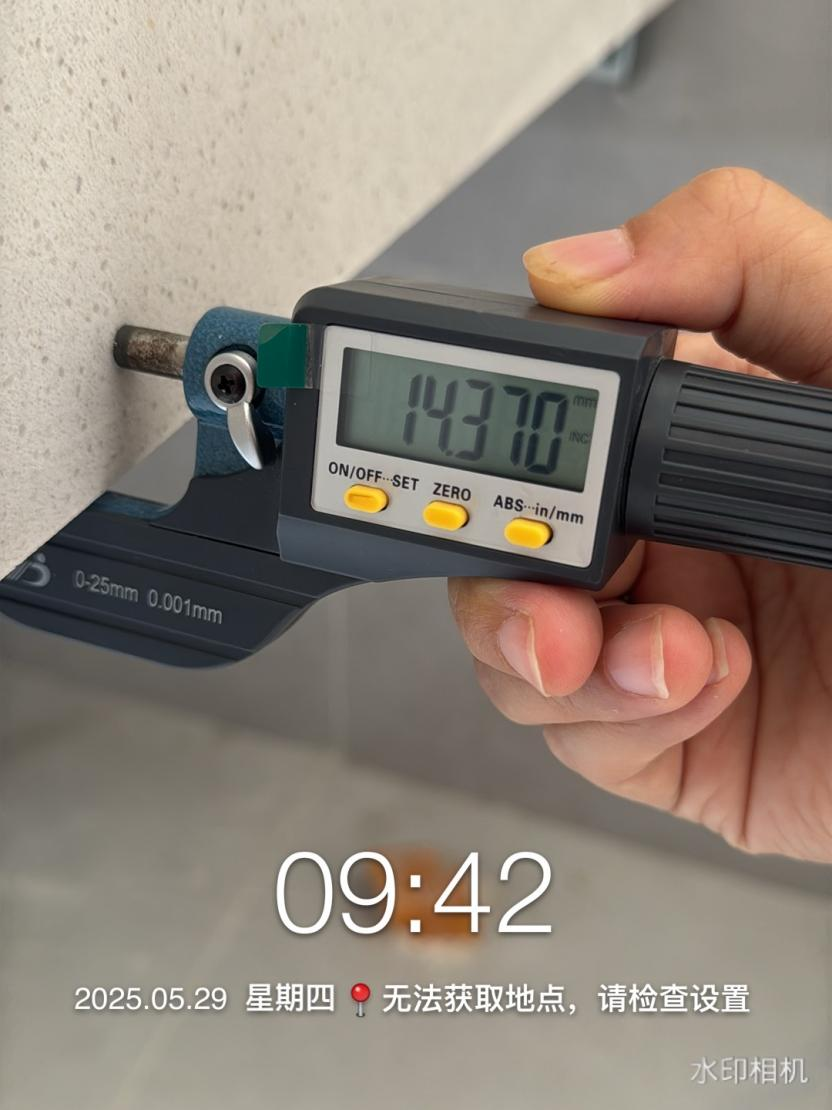 14.370
mm
INC
ON/OFF···SET ZERO ABS···in/mm
0-25mm 0.001mm
09:42
2025.05.29 星期四 无法获取地点，请检查设置
水印相机